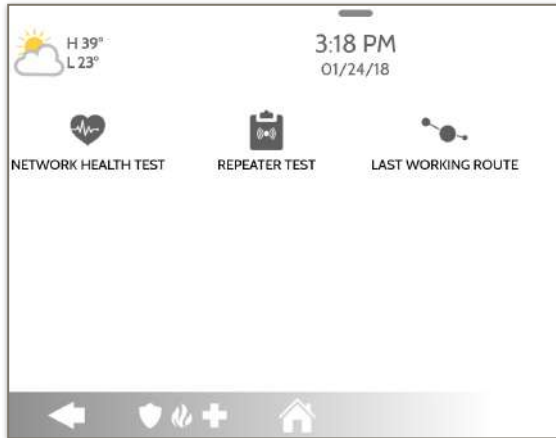 H 39°
L 23°
3:18 PM
01/24/18
NETWORK HEALTH TEST
REPEATER TEST
LAST WORKING ROUTE